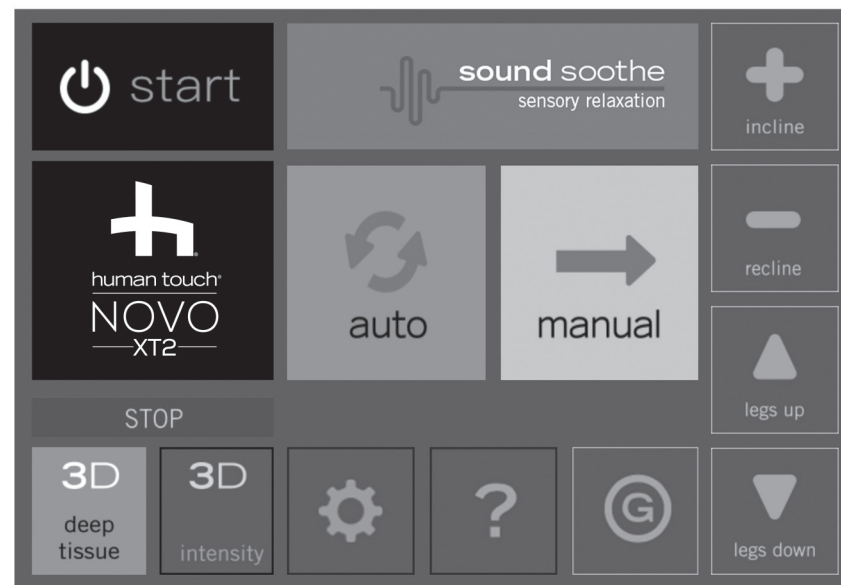 start
sound soothe
sensory relaxation
incline
human touch®
NOVO
XT2
auto
manual
recline
legs up
STOP
3D
deep
tissue
3D
intensity
?
G
legs down